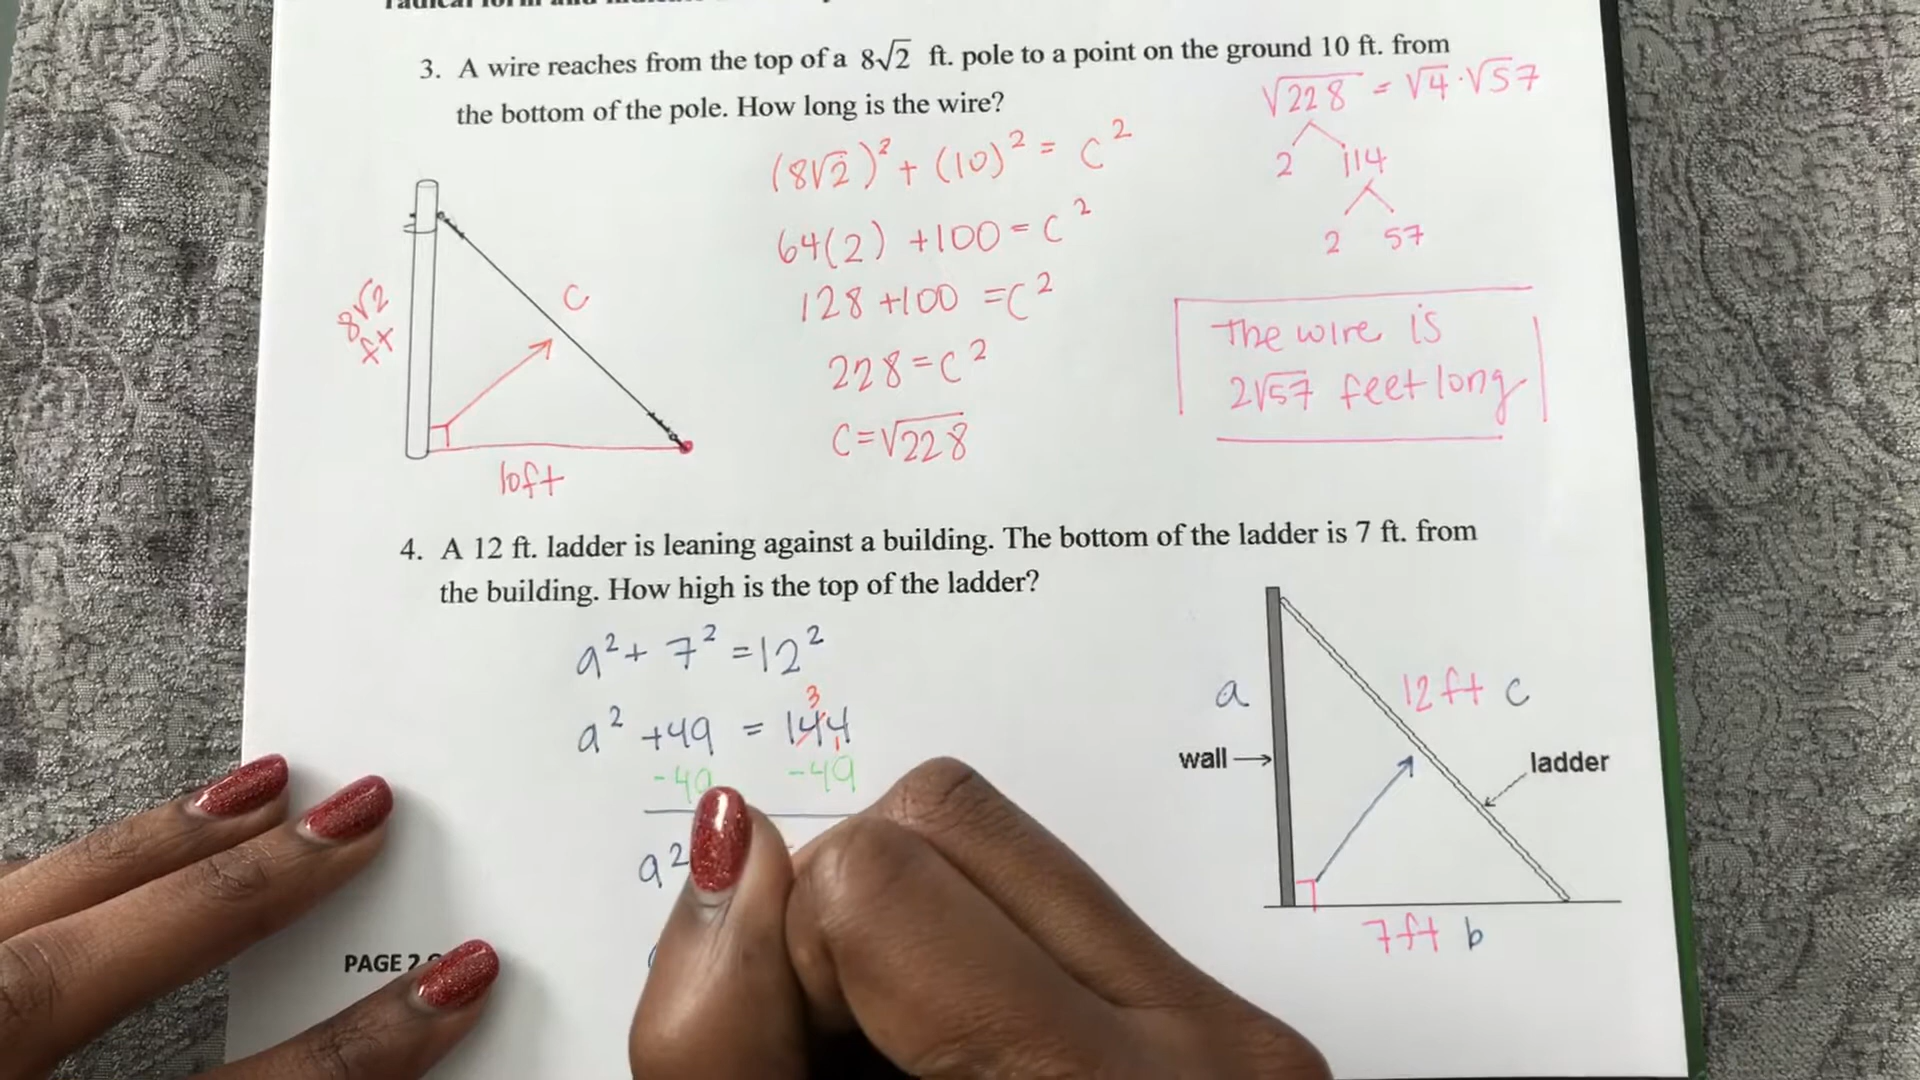 3. A wire reaches from the top of a 8√2 ft. pole to a point on the ground 10 ft. from
the bottom of the pole. How long is the wire?
√228 = √4·√57
2 114
2 57
(8√2)² + (10)² = c²
64(2) + 100 = c²
128 + 100 = c²
228 = c²
c = √228
8√2
ft
c
10ft
The wire is
2√57 feet long
4. A 12 ft. ladder is leaning against a building. The bottom of the ladder is 7 ft. from
the building. How high is the top of the ladder?
a² + 7² = 12²
3
a² + 49 = 144
-49 -49
a²
a
12ft c
wall
ladder
7ft b
PAGE 2